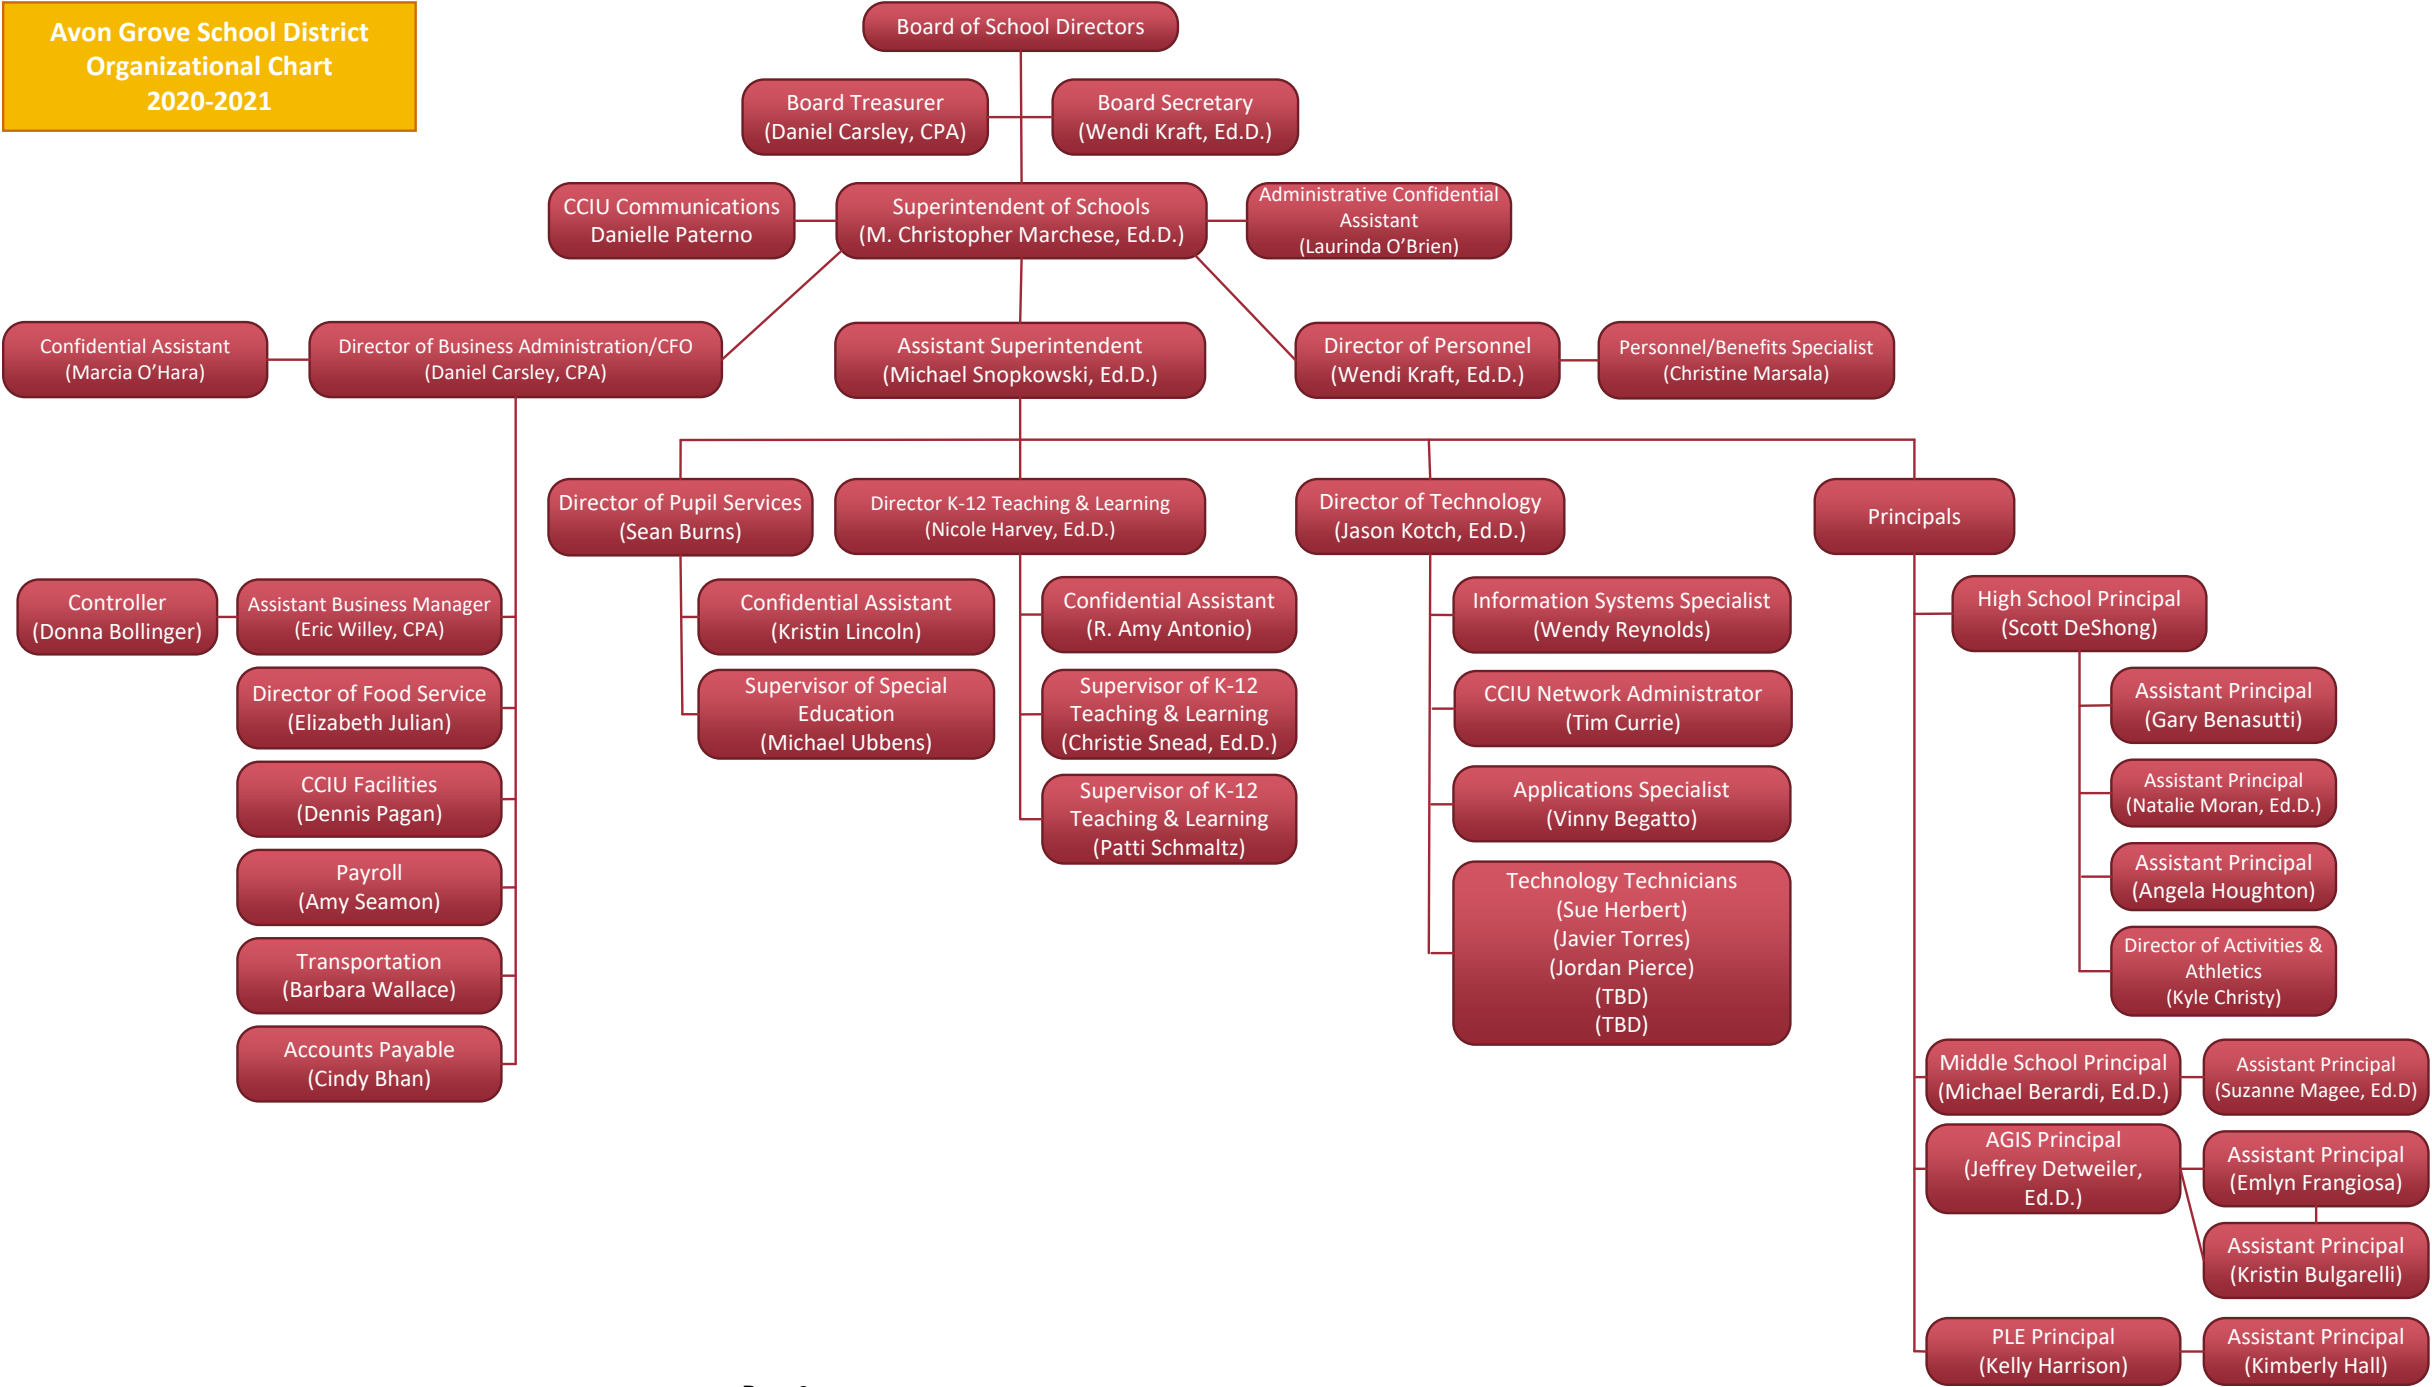 Avon Grove School District
Organizational Chart
2020-2021
Board of School Directors
Board Treasurer
(Daniel Carsley, CPA)
Board Secretary
(Wendi Kraft, Ed.D.)
CCIU Communications
Danielle Paterno
Superintendent of Schools
(M. Christopher Marchese, Ed.D.)
Administrative Confidential
Assistant
(Laurinda O’Brien)
Confidential Assistant
(Marcia O’Hara)
Director of Business Administration/CFO
(Daniel Carsley, CPA)
Assistant Superintendent
(Michael Snopkowski, Ed.D.)
Director of Personnel
(Wendi Kraft, Ed.D.)
Personnel/Benefits Specialist
(Christine Marsala)
Director of Pupil Services
(Sean Burns)
Director K-12 Teaching & Learning
(Nicole Harvey, Ed.D.)
Director of Technology
(Jason Kotch, Ed.D.)
Principals
Controller
(Donna Bollinger)
Assistant Business Manager
(Eric Willey, CPA)
Director of Food Service
(Elizabeth Julian)
CCIU Facilities
(Dennis Pagan)
Payroll
(Amy Seamon)
Transportation
(Barbara Wallace)
Accounts Payable
(Cindy Bhan)
Confidential Assistant
(Kristin Lincoln)
Supervisor of Special
Education
(Michael Ubbens)
Confidential Assistant
(R. Amy Antonio)
Supervisor of K-12
Teaching & Learning
(Christie Snead, Ed.D.)
Supervisor of K-12
Teaching & Learning
(Patti Schmaltz)
Information Systems Specialist
(Wendy Reynolds)
CCIU Network Administrator
(Tim Currie)
Applications Specialist
(Vinny Begatto)
Technology Technicians
(Sue Herbert)
(Javier Torres)
(Jordan Pierce)
(TBD)
(TBD)
High School Principal
(Scott DeShong)
Assistant Principal
(Gary Benasutti)
Assistant Principal
(Natalie Moran, Ed.D.)
Assistant Principal
(Angela Houghton)
Director of Activities &
Athletics
(Kyle Christy)
Middle School Principal
(Michael Berardi, Ed.D.)
Assistant Principal
(Suzanne Magee, Ed.D)
AGIS Principal
(Jeffrey Detweiler,
Ed.D.)
Assistant Principal
(Emlyn Frangiosa)
Assistant Principal
(Kristin Bulgarelli)
PLE Principal
(Kelly Harrison)
Assistant Principal
(Kimberly Hall)